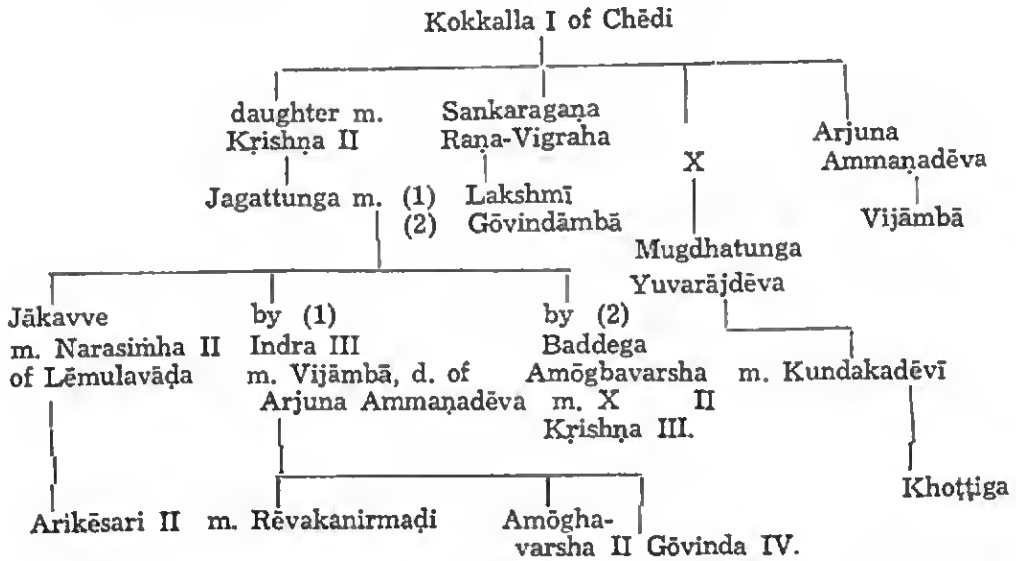 Kokkalla I of Chēdi
daughter m. Sankaragaṇa
Kṛishṇa II Raṇa-Vigraha
X
Arjuna
Ammaṇadēva
Jagattunga m. (1) Lakshmī
(2) Gōvindāmbā
Vijāmbā
Mugdhatunga
Yuvarājdēva
Jākavve by (1) by (2)
m. Narasiṁha II Indra III Baddega
of Lēmulavāḍa m. Vijāmbā, d. of Amōgbavarsha m. Kundakadēvī
Arjuna Ammaṇadēva m. X II
Kṛishṇa III.
Khoṭṭiga
Arikēsari II m. Rēvakanirmaḍi Amōgha-
varsha II Gōvinda IV.